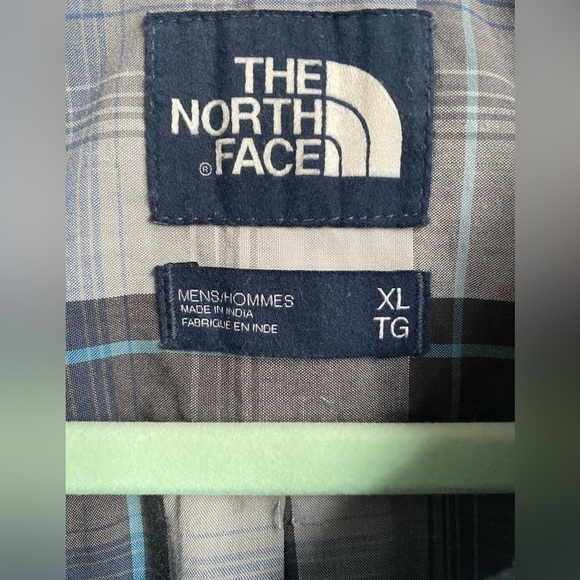 THE
NORTH
FACE
®
MENS/HOMMES
MADE IN INDIA
FABRIQUE EN INDE
XL
TG